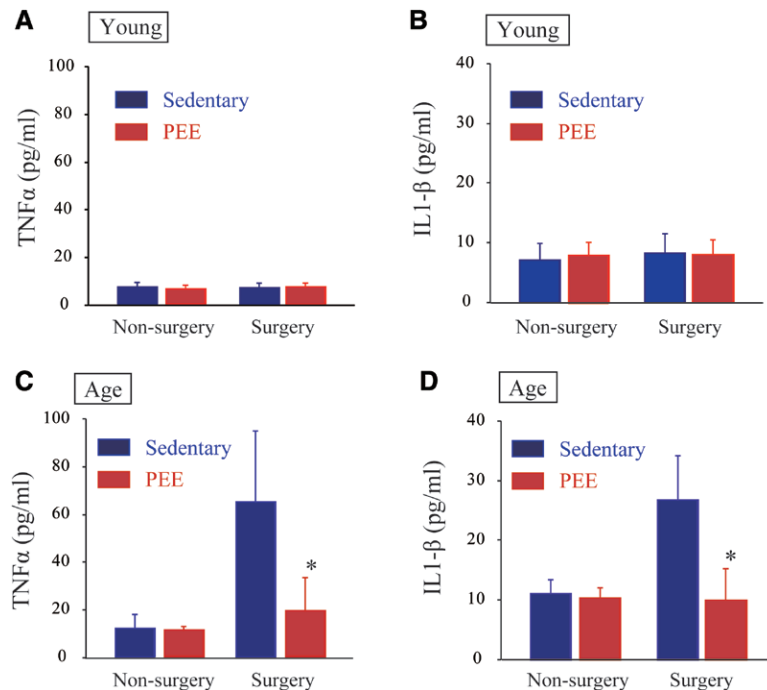 A
Young
TNFα (pg/ml)
100
80
60
40
20
0
Sedentary
PEE
Non-surgery
Surgery
B
Young
IL1-β (pg/ml)
40
30
20
10
0
Sedentary
PEE
Non-surgery
Surgery
C
Age
TNFα (pg/ml)
100
80
60
40
20
0
Sedentary
PEE
*
Non-surgery
Surgery
D
Age
IL1-β (pg/ml)
40
30
20
10
0
Sedentary
PEE
*
Non-surgery
Surgery